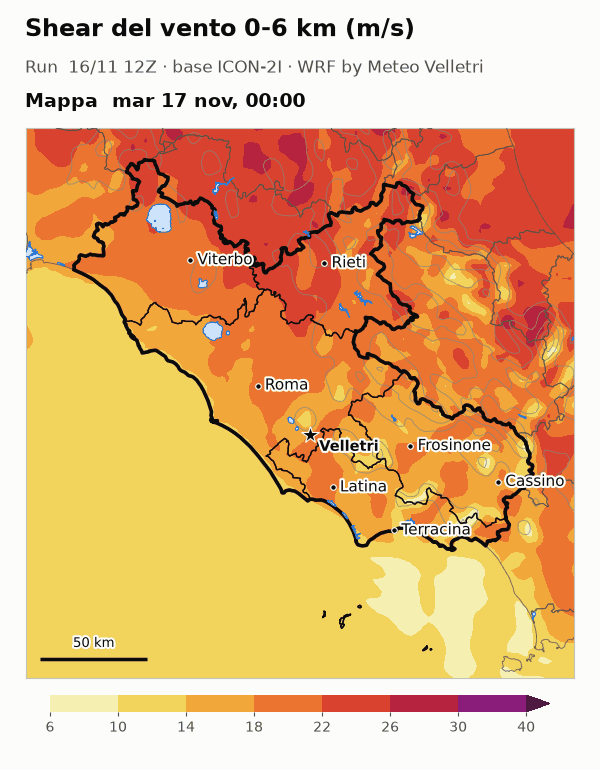 Shear del vento 0-6 km (m/s)
Run  16/11 12Z · base ICON-2I · WRF by Meteo Velletri
Mappa  mar 17 nov, 00:00
Viterbo
Rieti
Roma
Velletri
Frosinone
Cassino
Latina
Terracina
50 km
6 10 14 18 22 26 30 40